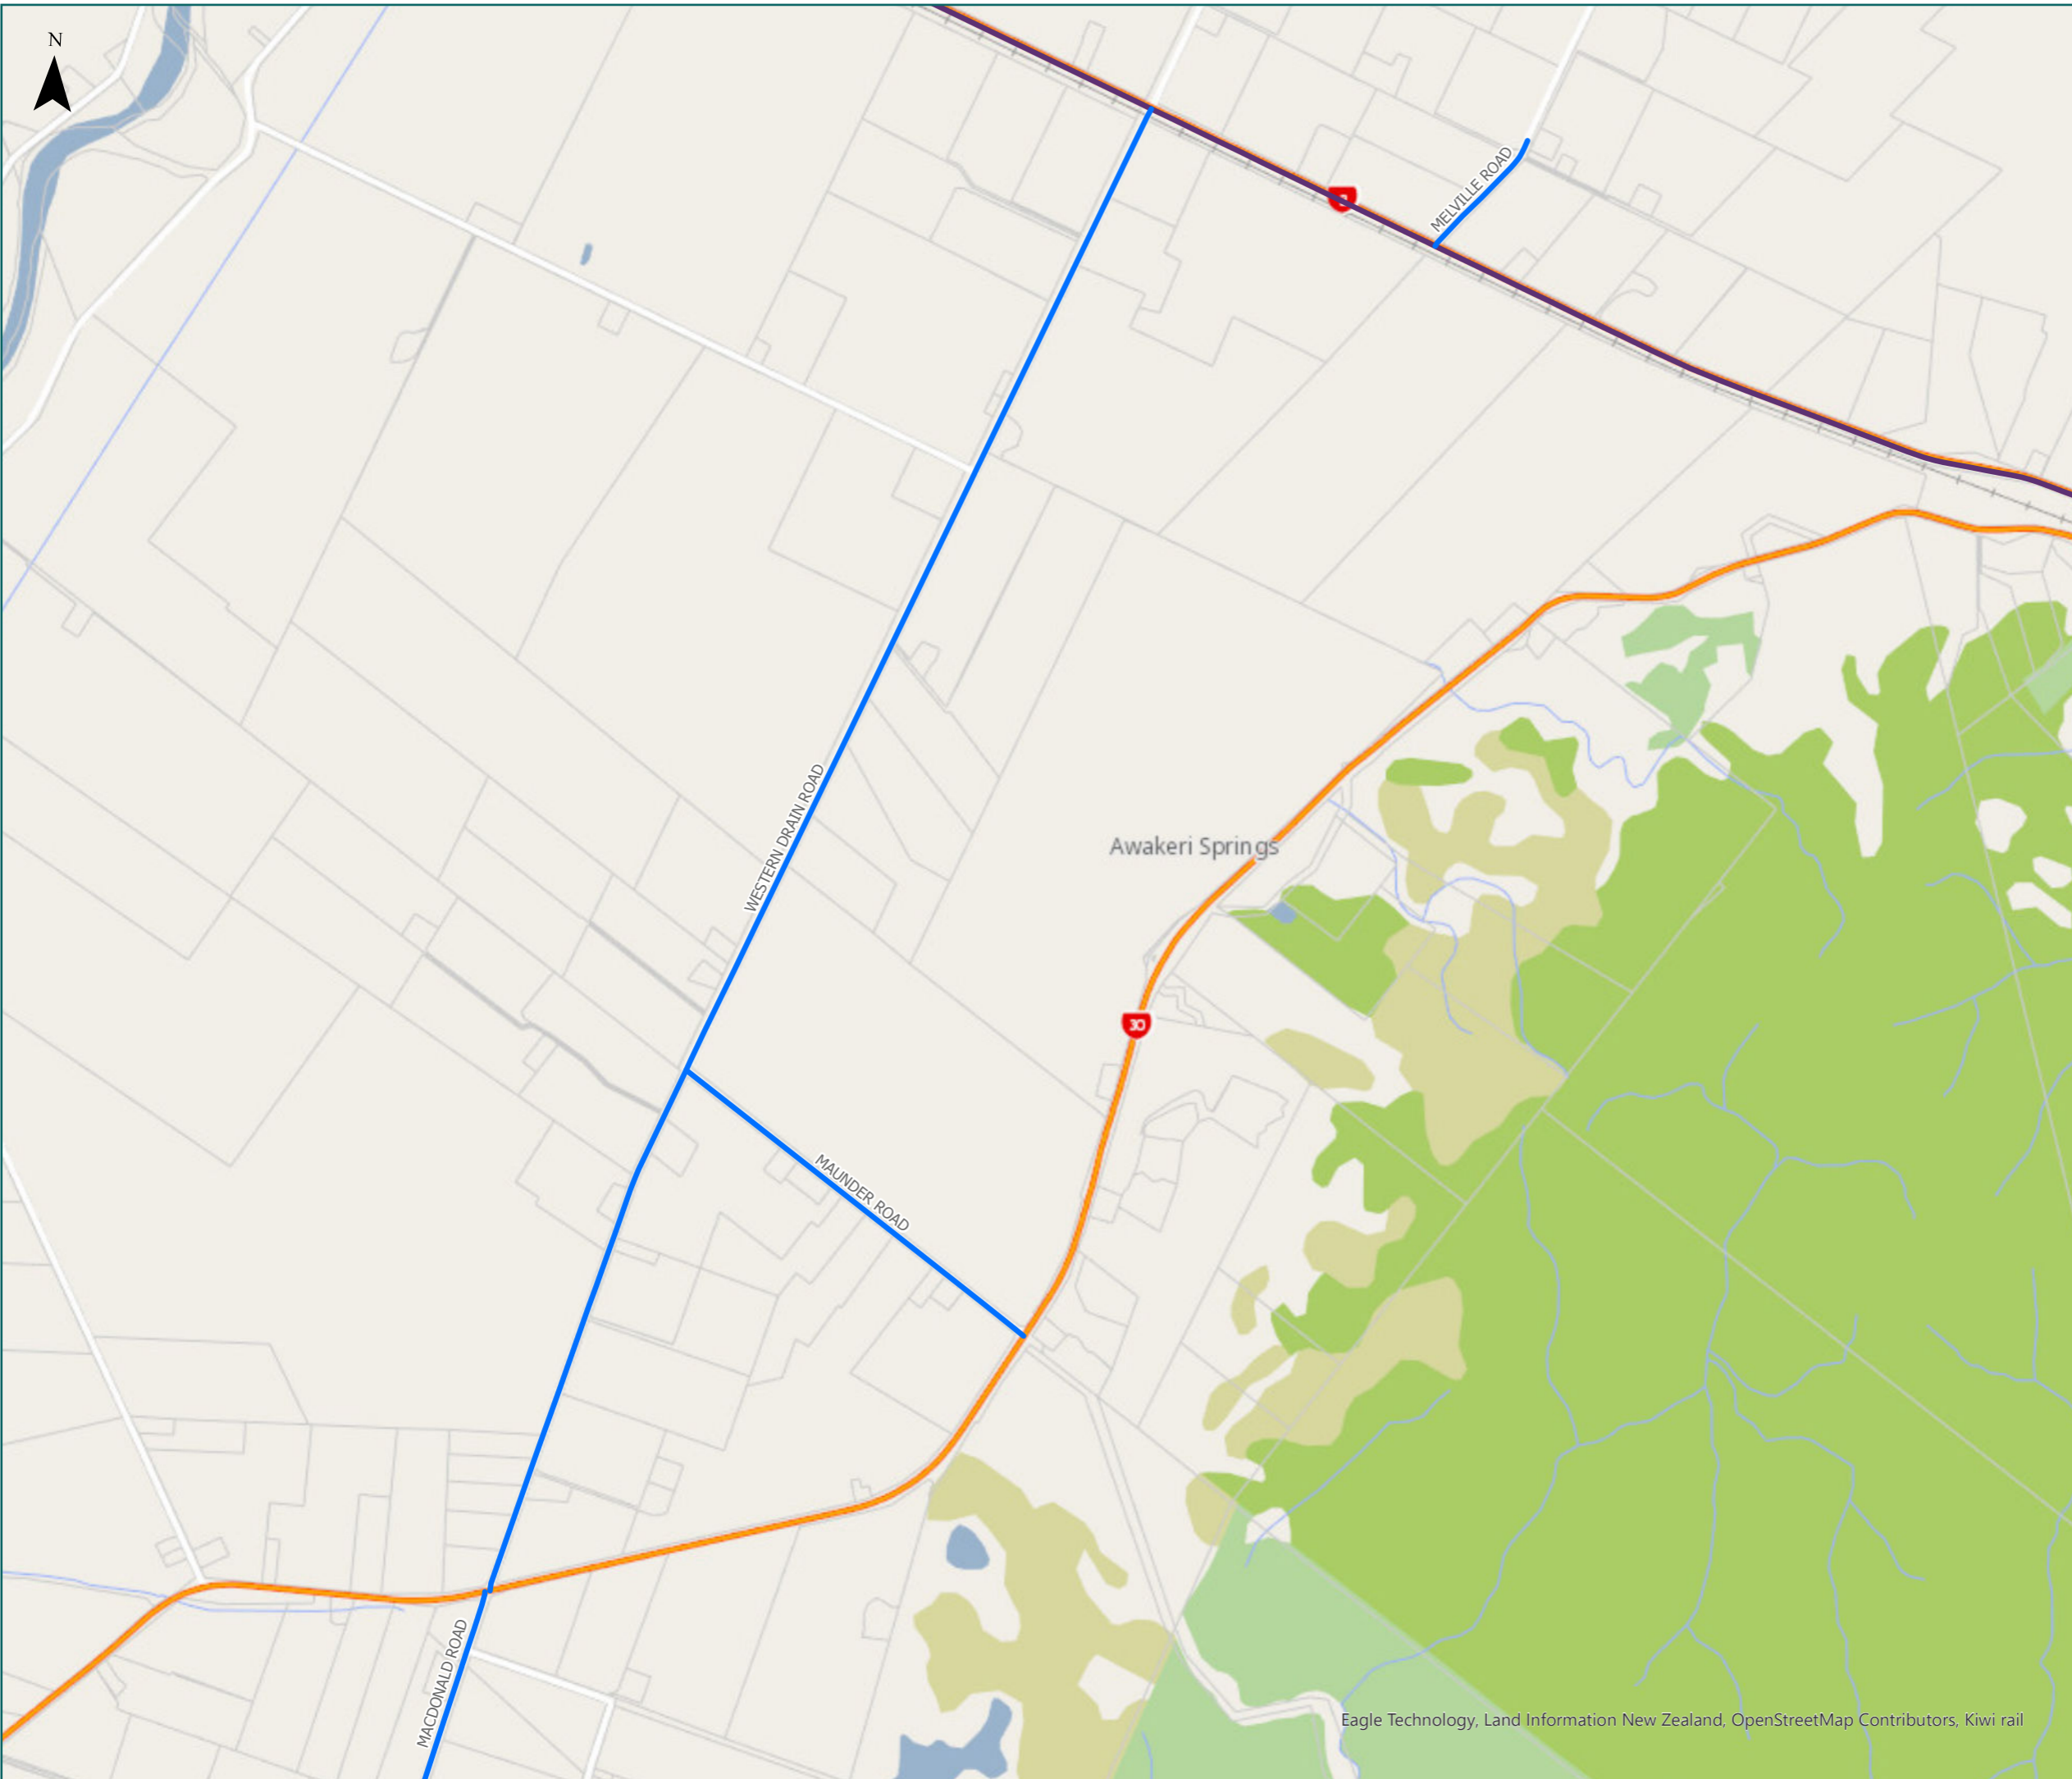 N
MELVILLE ROAD
WESTERN DRAIN ROAD
Awakeri Springs
30
MAUNDER ROAD
MACDONALD ROAD
Eagle Technology, Land Information New Zealand, OpenStreetMap Contributors, Kiwi rail